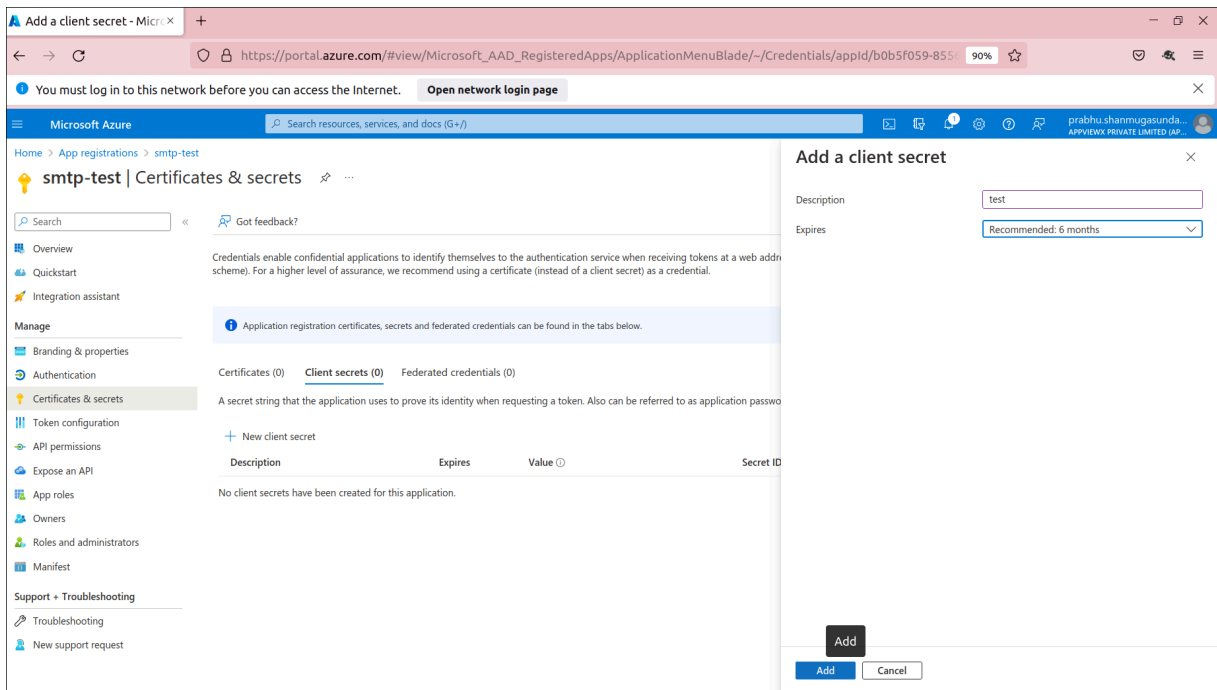 Add a client secret - Micro
https://portal.azure.com/#view/Microsoft_AAD_RegisteredApps/ApplicationMenuBlade/~/Credentials/appId/b0b5f059-8556
90%
You must log in to this network before you can access the Internet.
Open network login page
Microsoft Azure
Search resources, services, and docs (G+/)
1
prabhu.shanmugasunda...
APPVIEWX PRIVATE LIMITED (AP...
Home > App registrations > smtp-test
smtp-test | Certificates & secrets
Search
Overview
Quickstart
Integration assistant
Manage
Branding & properties
Authentication
Certificates & secrets
Token configuration
API permissions
Expose an API
App roles
Owners
Roles and administrators
Manifest
Support + Troubleshooting
Troubleshooting
New support request
Got feedback?
Credentials enable confidential applications to identify themselves to the authentication service when receiving tokens at a web addre
scheme). For a higher level of assurance, we recommend using a certificate (instead of a client secret) as a credential.
Application registration certificates, secrets and federated credentials can be found in the tabs below.
Certificates (0) Client secrets (0) Federated credentials (0)
A secret string that the application uses to prove its identity when requesting a token. Also can be referred to as application passwo
New client secret
Description Expires Value Secret ID
No client secrets have been created for this application.
Add a client secret
Description test
Expires Recommended: 6 months
Add
Add Cancel